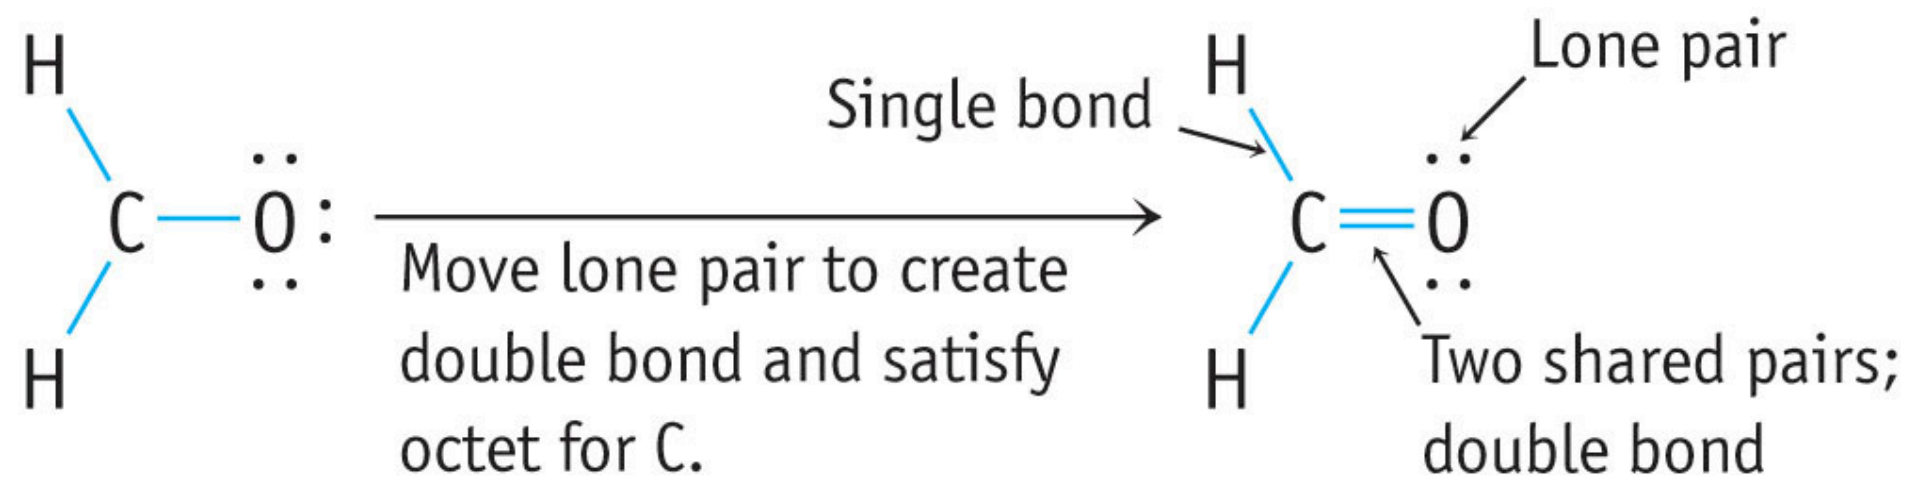 H
H
Lone pair
Single bond
C — O
C = O
Move lone pair to create
double bond and satisfy
octet for C.
H
H
Two shared pairs;
double bond